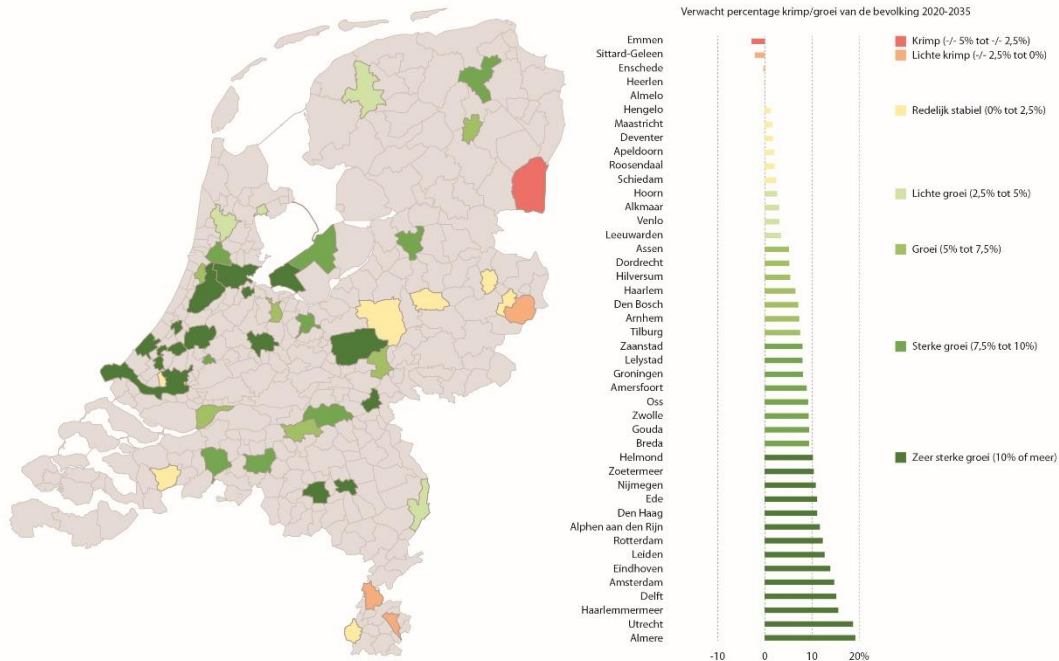 Verwacht percentage krimp/groei van de bevolking 2020-2035
Emmen
Sittard-Geleen
Enschede
Heerlen
Almelo
Hengelo
Maastricht
Deventer
Apeldoorn
Roosendaal
Schiedam
Hoorn
Alkmaar
Venlo
Leeuwarden
Assen
Dordrecht
Hilversum
Haarlem
Den Bosch
Arnhem
Tilburg
Zaanstad
Lelystad
Groningen
Amersfoort
Oss
Zwolle
Gouda
Breda
Helmond
Zoetermeer
Nijmegen
Ede
Den Haag
Alphen aan den Rijn
Rotterdam
Leiden
Eindhoven
Amsterdam
Delft
Haarlemmermeer
Utrecht
Almere
-10 0 10 20%
Krimp (-/- 5% tot -/- 2,5%)
Lichte krimp (-/- 2,5% tot 0%)
Redelijk stabiel (0% tot 2,5%)
Lichte groei (2,5% tot 5%)
Groei (5% tot 7,5%)
Sterke groei (7,5% tot 10%)
Zeer sterke groei (10% of meer)